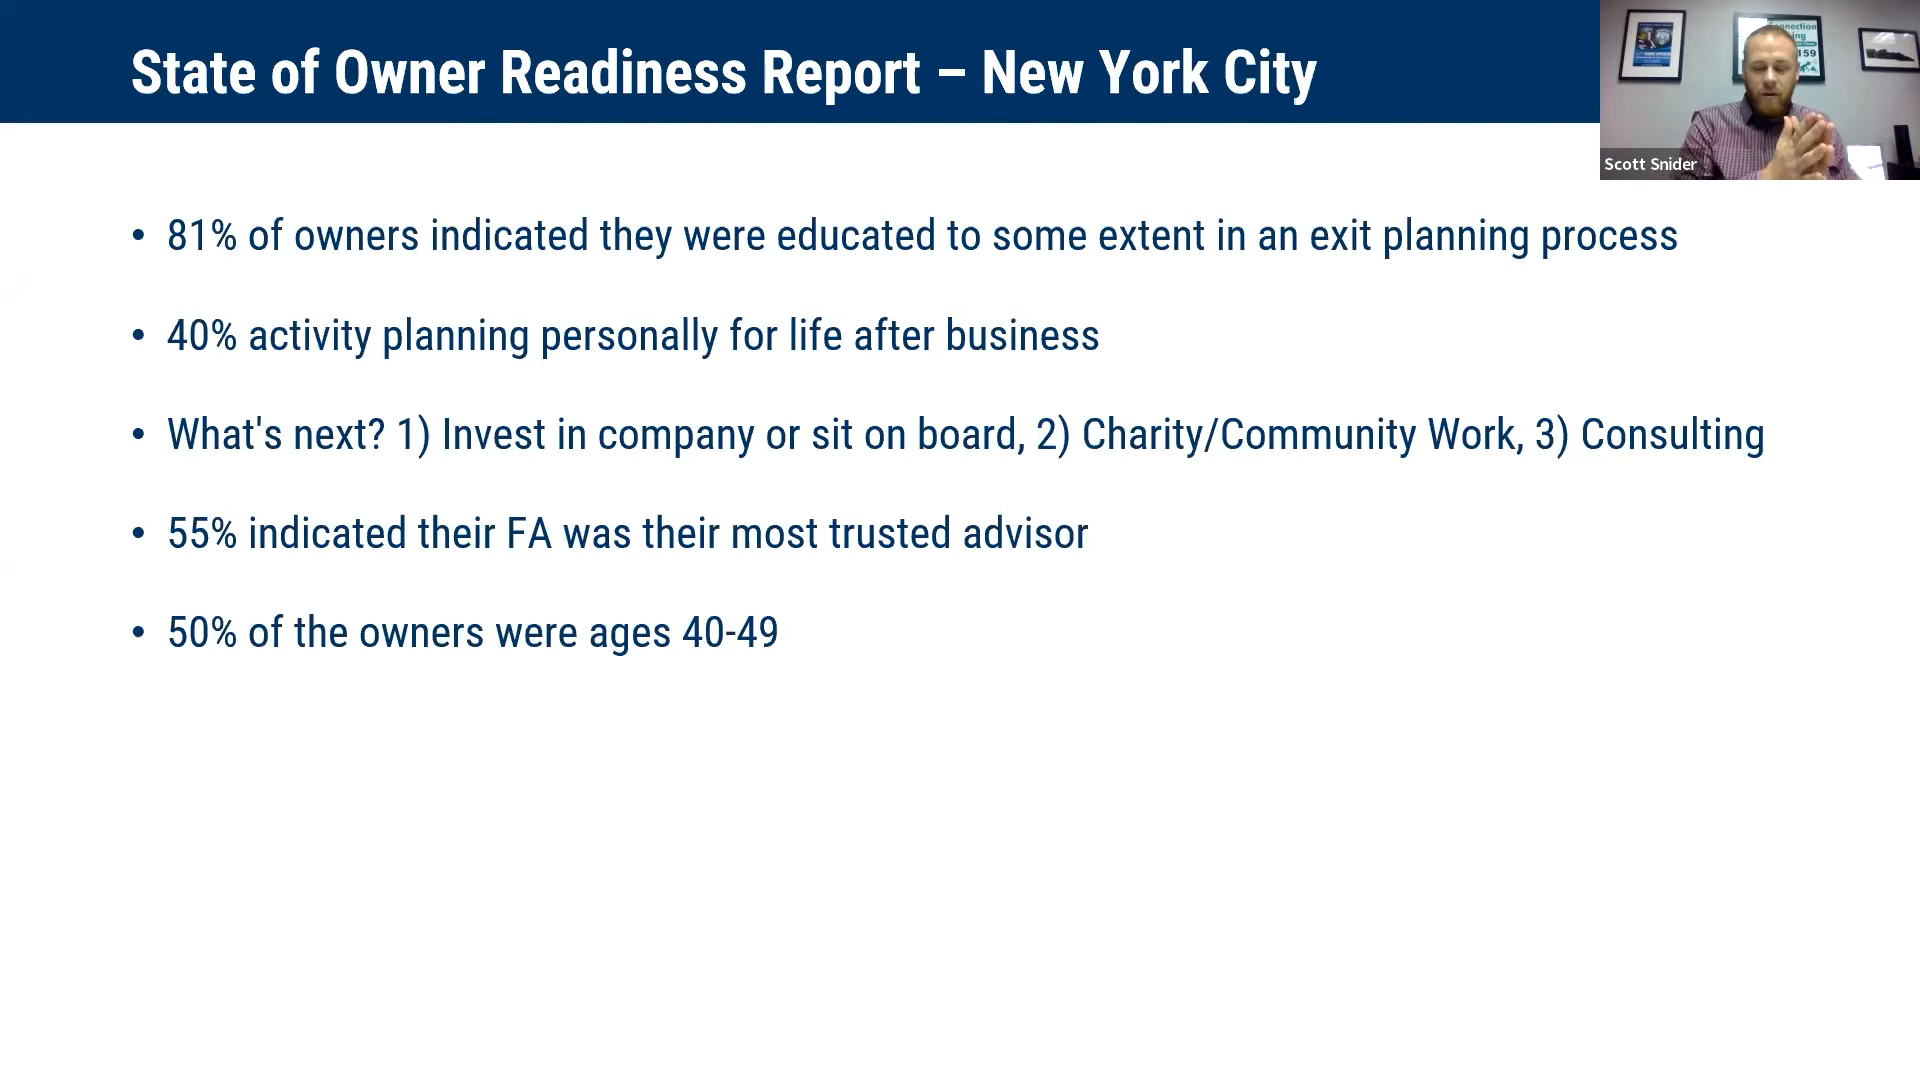 State of Owner Readiness Report – New York City
Scott Snider
159
• 81% of owners indicated they were educated to some extent in an exit planning process
• 40% activity planning personally for life after business
• What's next? 1) Invest in company or sit on board, 2) Charity/Community Work, 3) Consulting
• 55% indicated their FA was their most trusted advisor
• 50% of the owners were ages 40-49